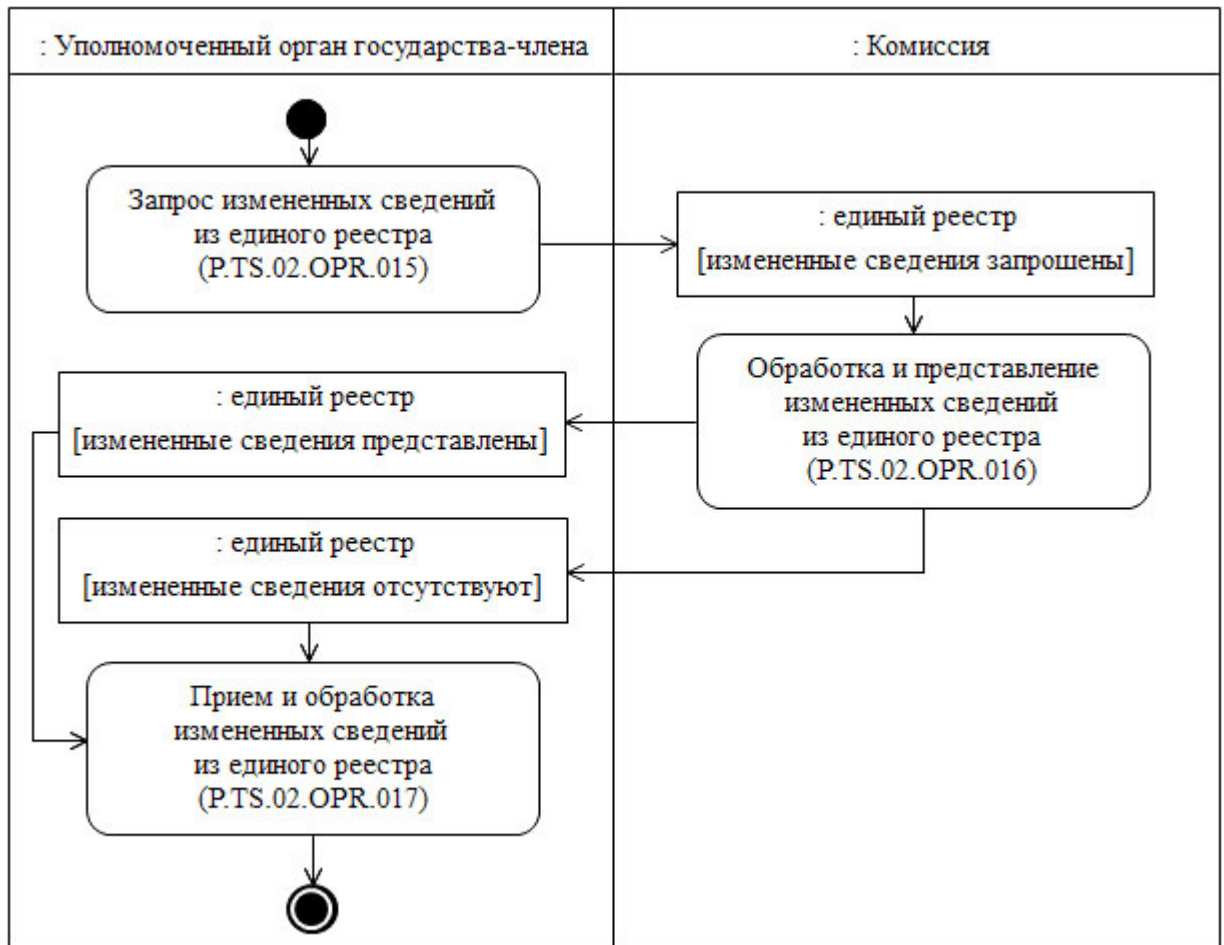 : Уполномоченный орган государства-члена
: Комиссия
Запрос измененных сведений
из единого реестра
(P.TS.02.OPR.015)
: единый реестр
[измененные сведения запрошены]
Обработка и представление
измененных сведений
из единого реестра
(P.TS.02.OPR.016)
: единый реестр
[измененные сведения представлены]
: единый реестр
[измененные сведения отсутствуют]
Прием и обработка
измененных сведений
из единого реестра
(P.TS.02.OPR.017)